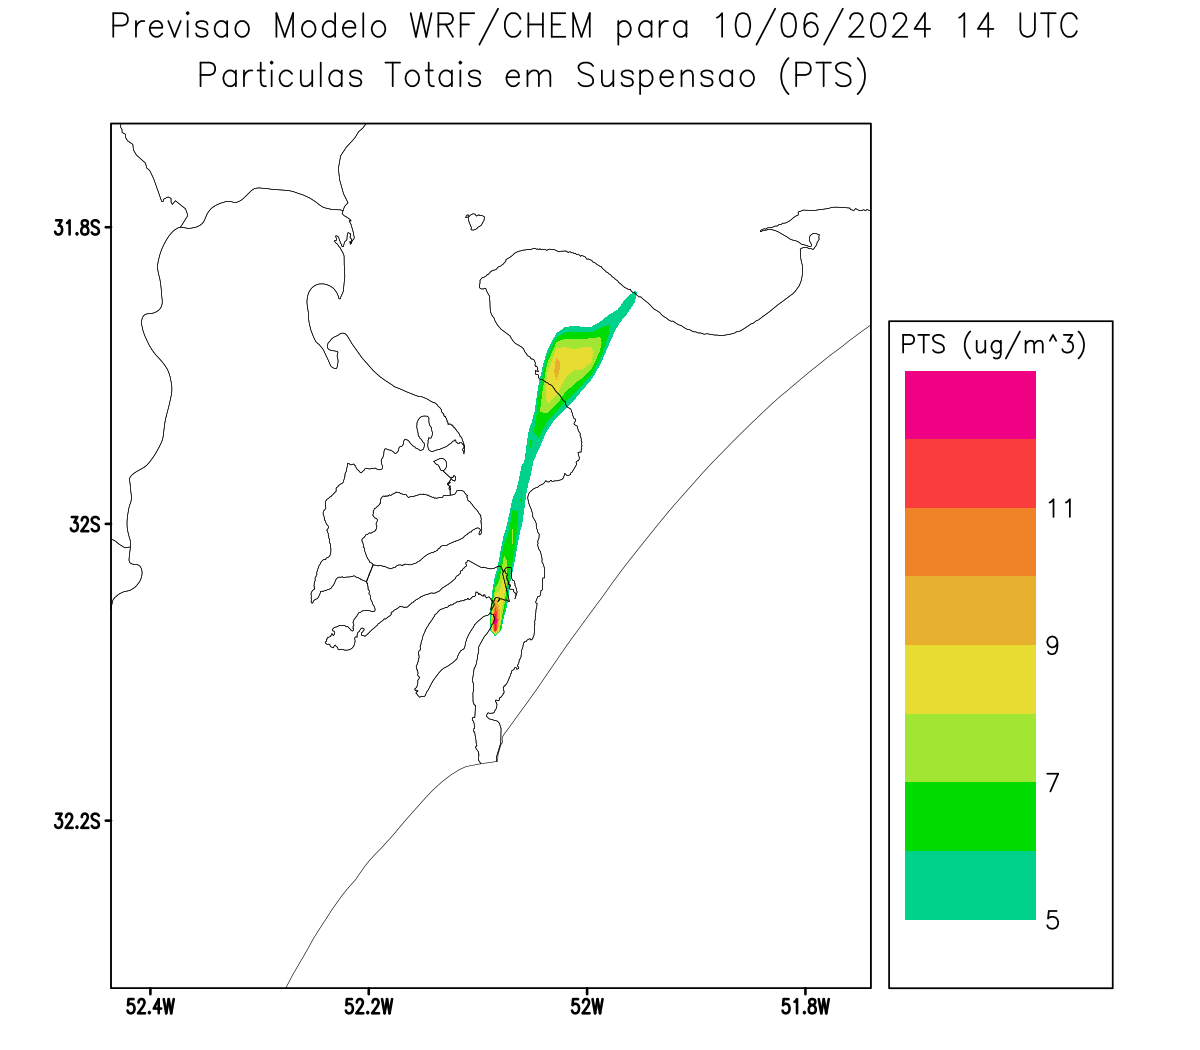 Previsao Modelo WRF/CHEM para 10/06/2024 14 UTC
Particulas Totais em Suspensao (PTS)
31.8S
32S
32.2S
52.4W
52.2W
52W
51.8W
PTS (ug/m^3)
11
9
7
5